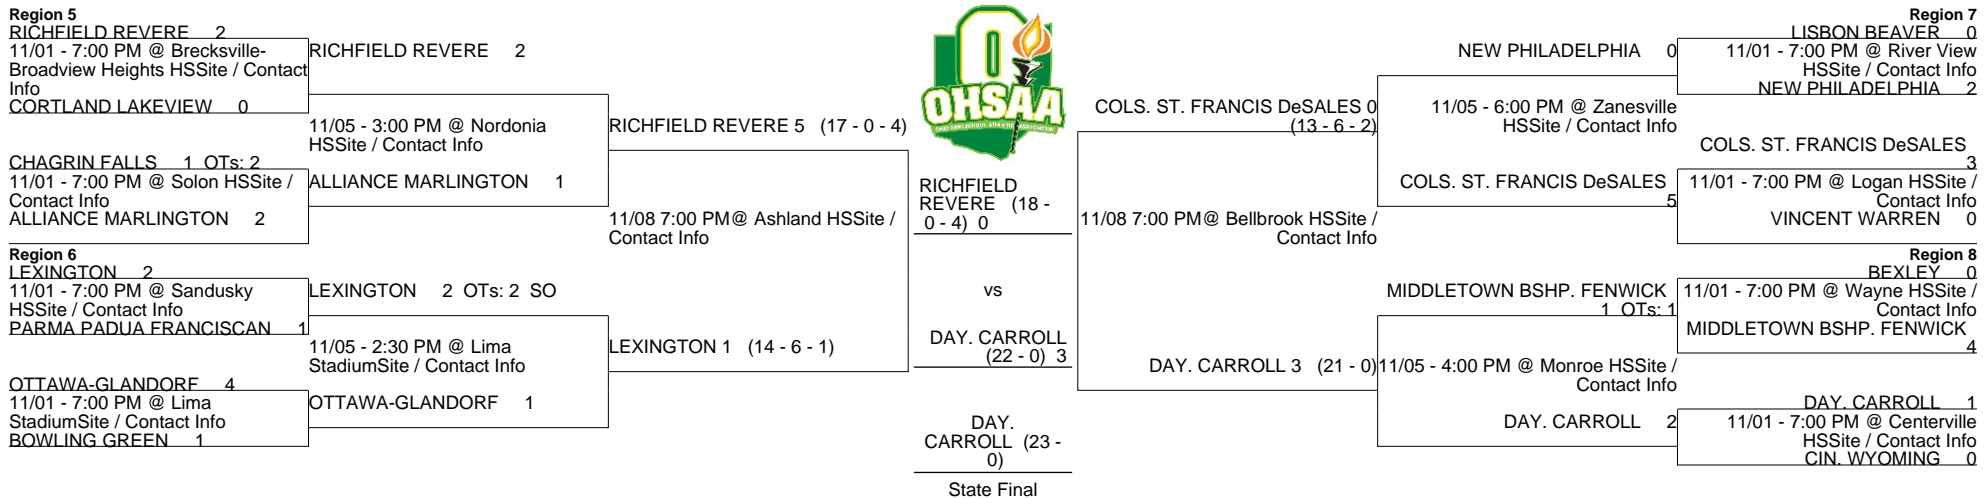 Region 5
RICHFIELD REVERE 2
11/01 - 7:00 PM @ Brecksville-
Broadview Heights HSSite / Contact
Info
CORTLAND LAKEVIEW 0
CHAGRIN FALLS 1 OTs: 2
11/01 - 7:00 PM @ Solon HSSite /
Contact Info
ALLIANCE MARLINGTON 2
Region 6
LEXINGTON 2
11/01 - 7:00 PM @ Sandusky
HSSite / Contact Info
PARMA PADUA FRANCISCAN 1
OTTAWA-GLANDORF 4
11/01 - 7:00 PM @ Lima
StadiumSite / Contact Info
BOWLING GREEN 1
RICHFIELD REVERE 2
11/05 - 3:00 PM @ Nordonia
HSSite / Contact Info
ALLIANCE MARLINGTON 1
LEXINGTON 2 OTs: 2 SO
11/05 - 2:30 PM @ Lima
StadiumSite / Contact Info
OTTAWA-GLANDORF 1
RICHFIELD REVERE 5 (17 - 0 - 4)
11/08 7:00 PM@ Ashland HSSite /
Contact Info
LEXINGTON 1 (14 - 6 - 1)
OHSAA
RICHFIELD
REVERE (18 -
0 - 4) 0
vs
DAY. CARROLL
(22 - 0) 3
DAY.
CARROLL (23 -
0)
State Final
COLS. ST. FRANCIS DeSALES 0
(13 - 6 - 2)
11/08 7:00 PM@ Bellbrook HSSite /
Contact Info
DAY. CARROLL 3 (21 - 0)
NEW PHILADELPHIA 0
11/05 - 6:00 PM @ Zanesville
HSSite / Contact Info
COLS. ST. FRANCIS DeSALES
5
MIDDLETOWN BSHP. FENWICK
1 OTs: 1
11/05 - 4:00 PM @ Monroe HSSite /
Contact Info
DAY. CARROLL 2
Region 7
LISBON BEAVER 0
11/01 - 7:00 PM @ River View
HSSite / Contact Info
NEW PHILADELPHIA 2
COLS. ST. FRANCIS DeSALES
3
11/01 - 7:00 PM @ Logan HSSite /
Contact Info
VINCENT WARREN 0
Region 8
BEXLEY 0
11/01 - 7:00 PM @ Wayne HSSite /
Contact Info
MIDDLETOWN BSHP. FENWICK
4
DAY. CARROLL 1
11/01 - 7:00 PM @ Centerville
HSSite / Contact Info
CIN. WYOMING 0